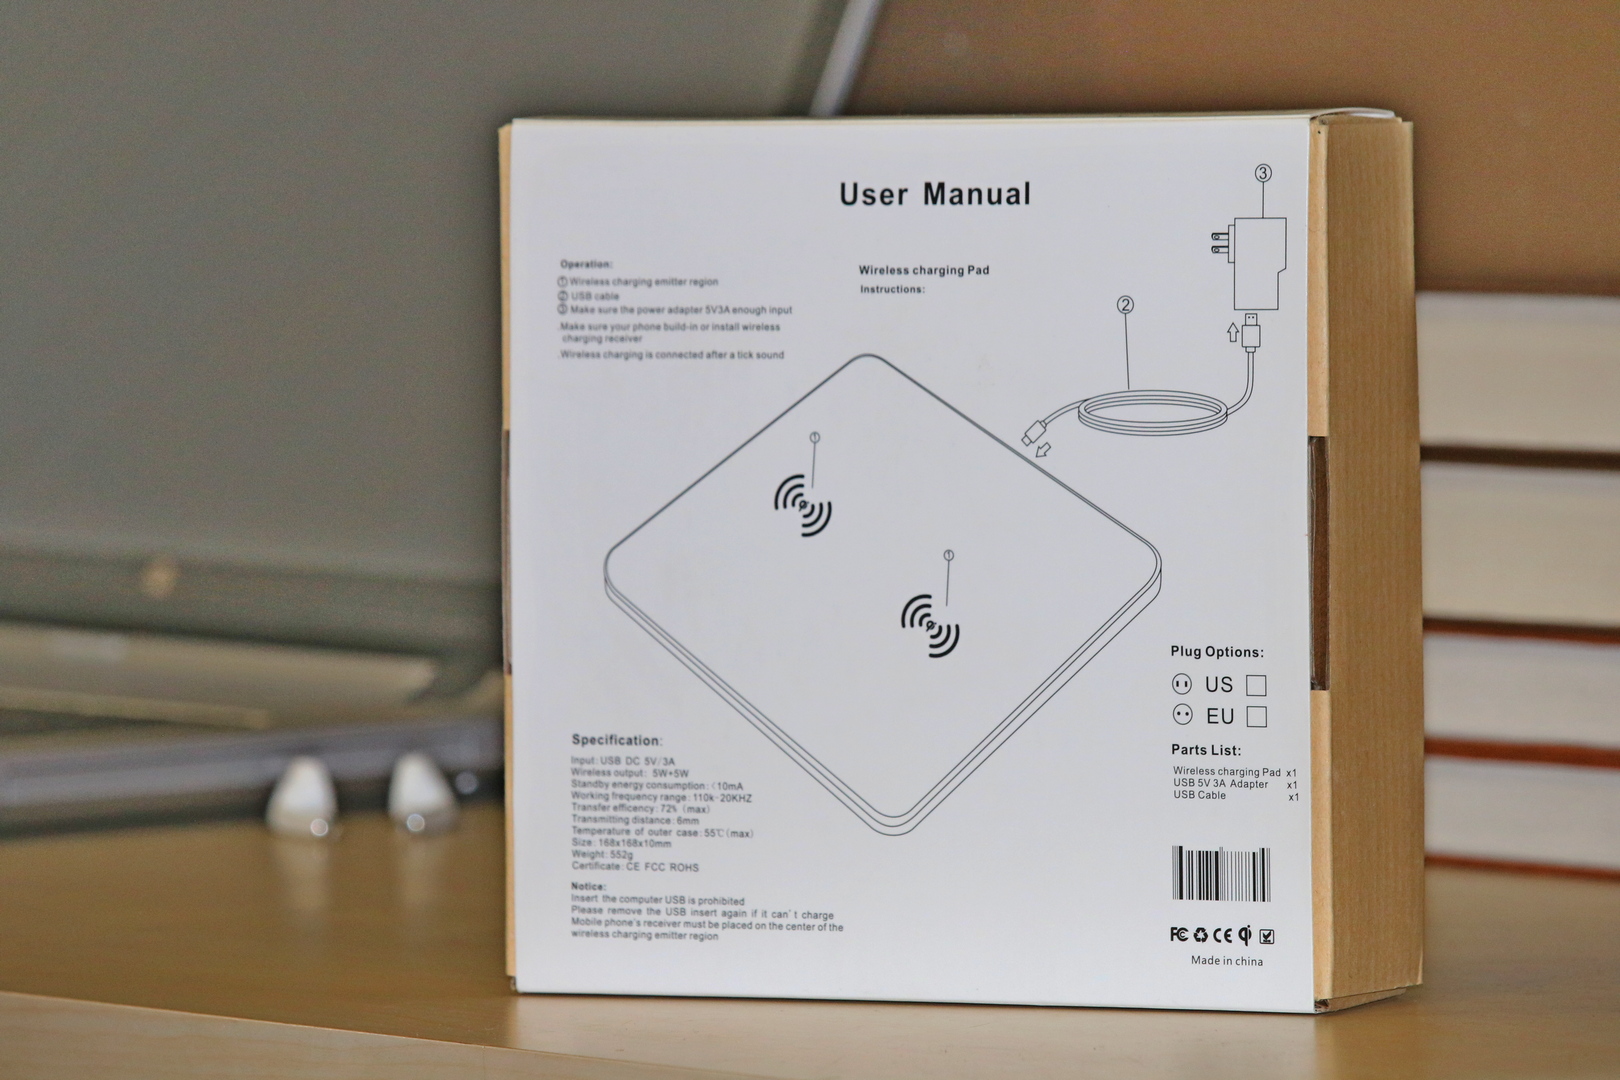 User Manual
Operation:
① Wireless charging emitter region
② USB cable
③ Make sure the power adapter 5V3A enough input
.Make sure your phone build-in or install wireless
charging receiver
.Wireless charging is connected after a tick sound
Wireless charging Pad
Instructions:
③
②
①
①
Plug Options:
US
EU
Parts List:
Wireless charging Pad x1
USB 5V 3A Adapter x1
USB Cable x1
Specification:
Input: USB DC 5V/3A
Wireless output: 5W+5W
Standby energy consumption: <10mA
Working frequency range: 110k-20KHZ
Transfer efficency: 72% (max)
Transmitting distance: 6mm
Temperature of outer case: 55℃ (max)
Size: 168x168x10mm
Weight: 552g
Certificate: CE FCC ROHS
Notice:
Insert the computer USB is prohibited
Please remove the USB insert again if it can't charge
Mobile phone's receiver must be placed on the center of the
wireless charging emitter region
FC CE
Made in china